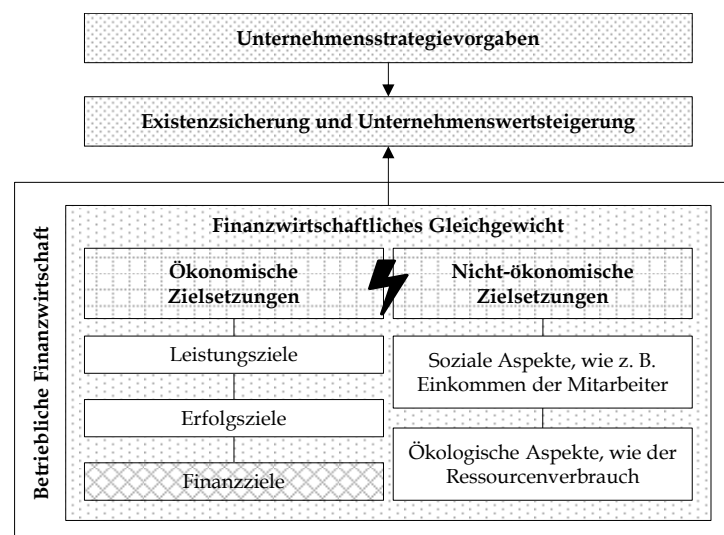 Unternehmensstrategievorgaben
Existenzsicherung und Unternehmenswertsteigerung
Betriebliche Finanzwirtschaft
Finanzwirtschaftliches Gleichgewicht
Ökonomische
Zielsetzungen
Leistungsziele
Erfolgsziele
Finanzziele
Nicht-ökonomische
Zielsetzungen
Soziale Aspekte, wie z. B.
Einkommen der Mitarbeiter
Ökologische Aspekte, wie der
Ressourcenverbrauch